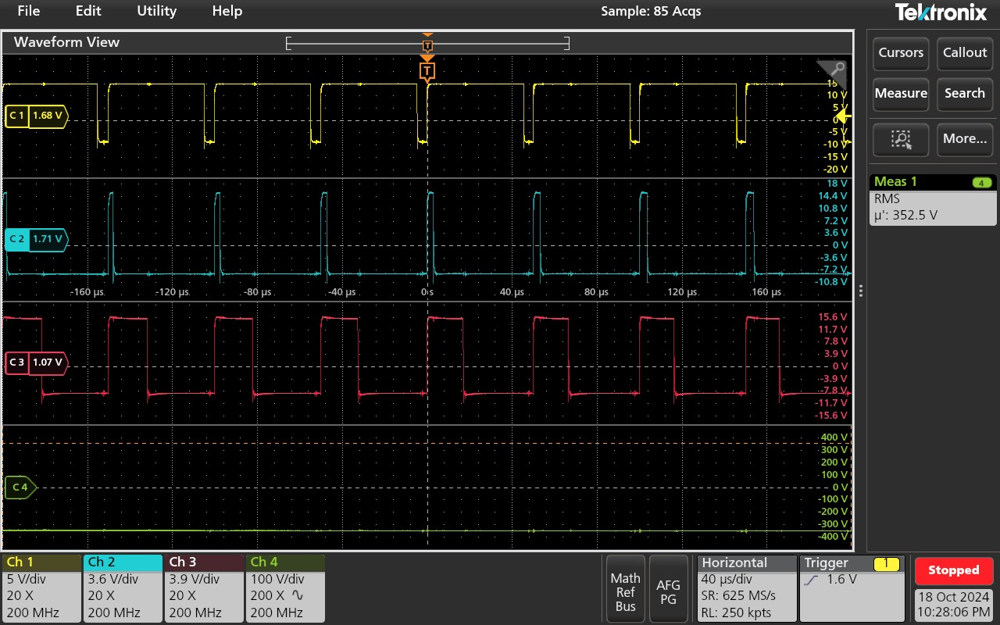 File Edit Utility Help Sample: 85 Acqs Tektronix
Waveform View
T
T
Cursors Callout
Measure Search
More...
Meas 1 4
RMS
µ': 352.5 V
C 1 1.68 V
15
10 V
5 V
0
-5 V
-10 V
-15 V
-20 V
C 2 1.71 V
18 V
14.4 V
10.8 V
7.2 V
3.6 V
0 V
-3.6 V
-7.2 V
-10.8 V
-160 µs -120 µs -80 µs -40 µs 0 s 40 µs 80 µs 120 µs 160 µs
C 3 1.07 V
15.6 V
11.7 V
7.8 V
3.9 V
0 V
-3.9 V
-7.8 V
-11.7 V
-15.6 V
C 4
400 V
300 V
200 V
100 V
0 V
-100 V
-200 V
-300 V
-400 V
Ch 1
5 V/div
20 X
200 MHz
Ch 2
3.6 V/div
20 X
200 MHz
Ch 3
3.9 V/div
20 X
200 MHz
Ch 4
100 V/div
200 X
200 MHz
Math
Ref
Bus
AFG
PG
Horizontal
40 µs/div
SR: 625 MS/s
RL: 250 kpts
Trigger 1
1.6 V
Stopped
18 Oct 2024
10:28:06 PM